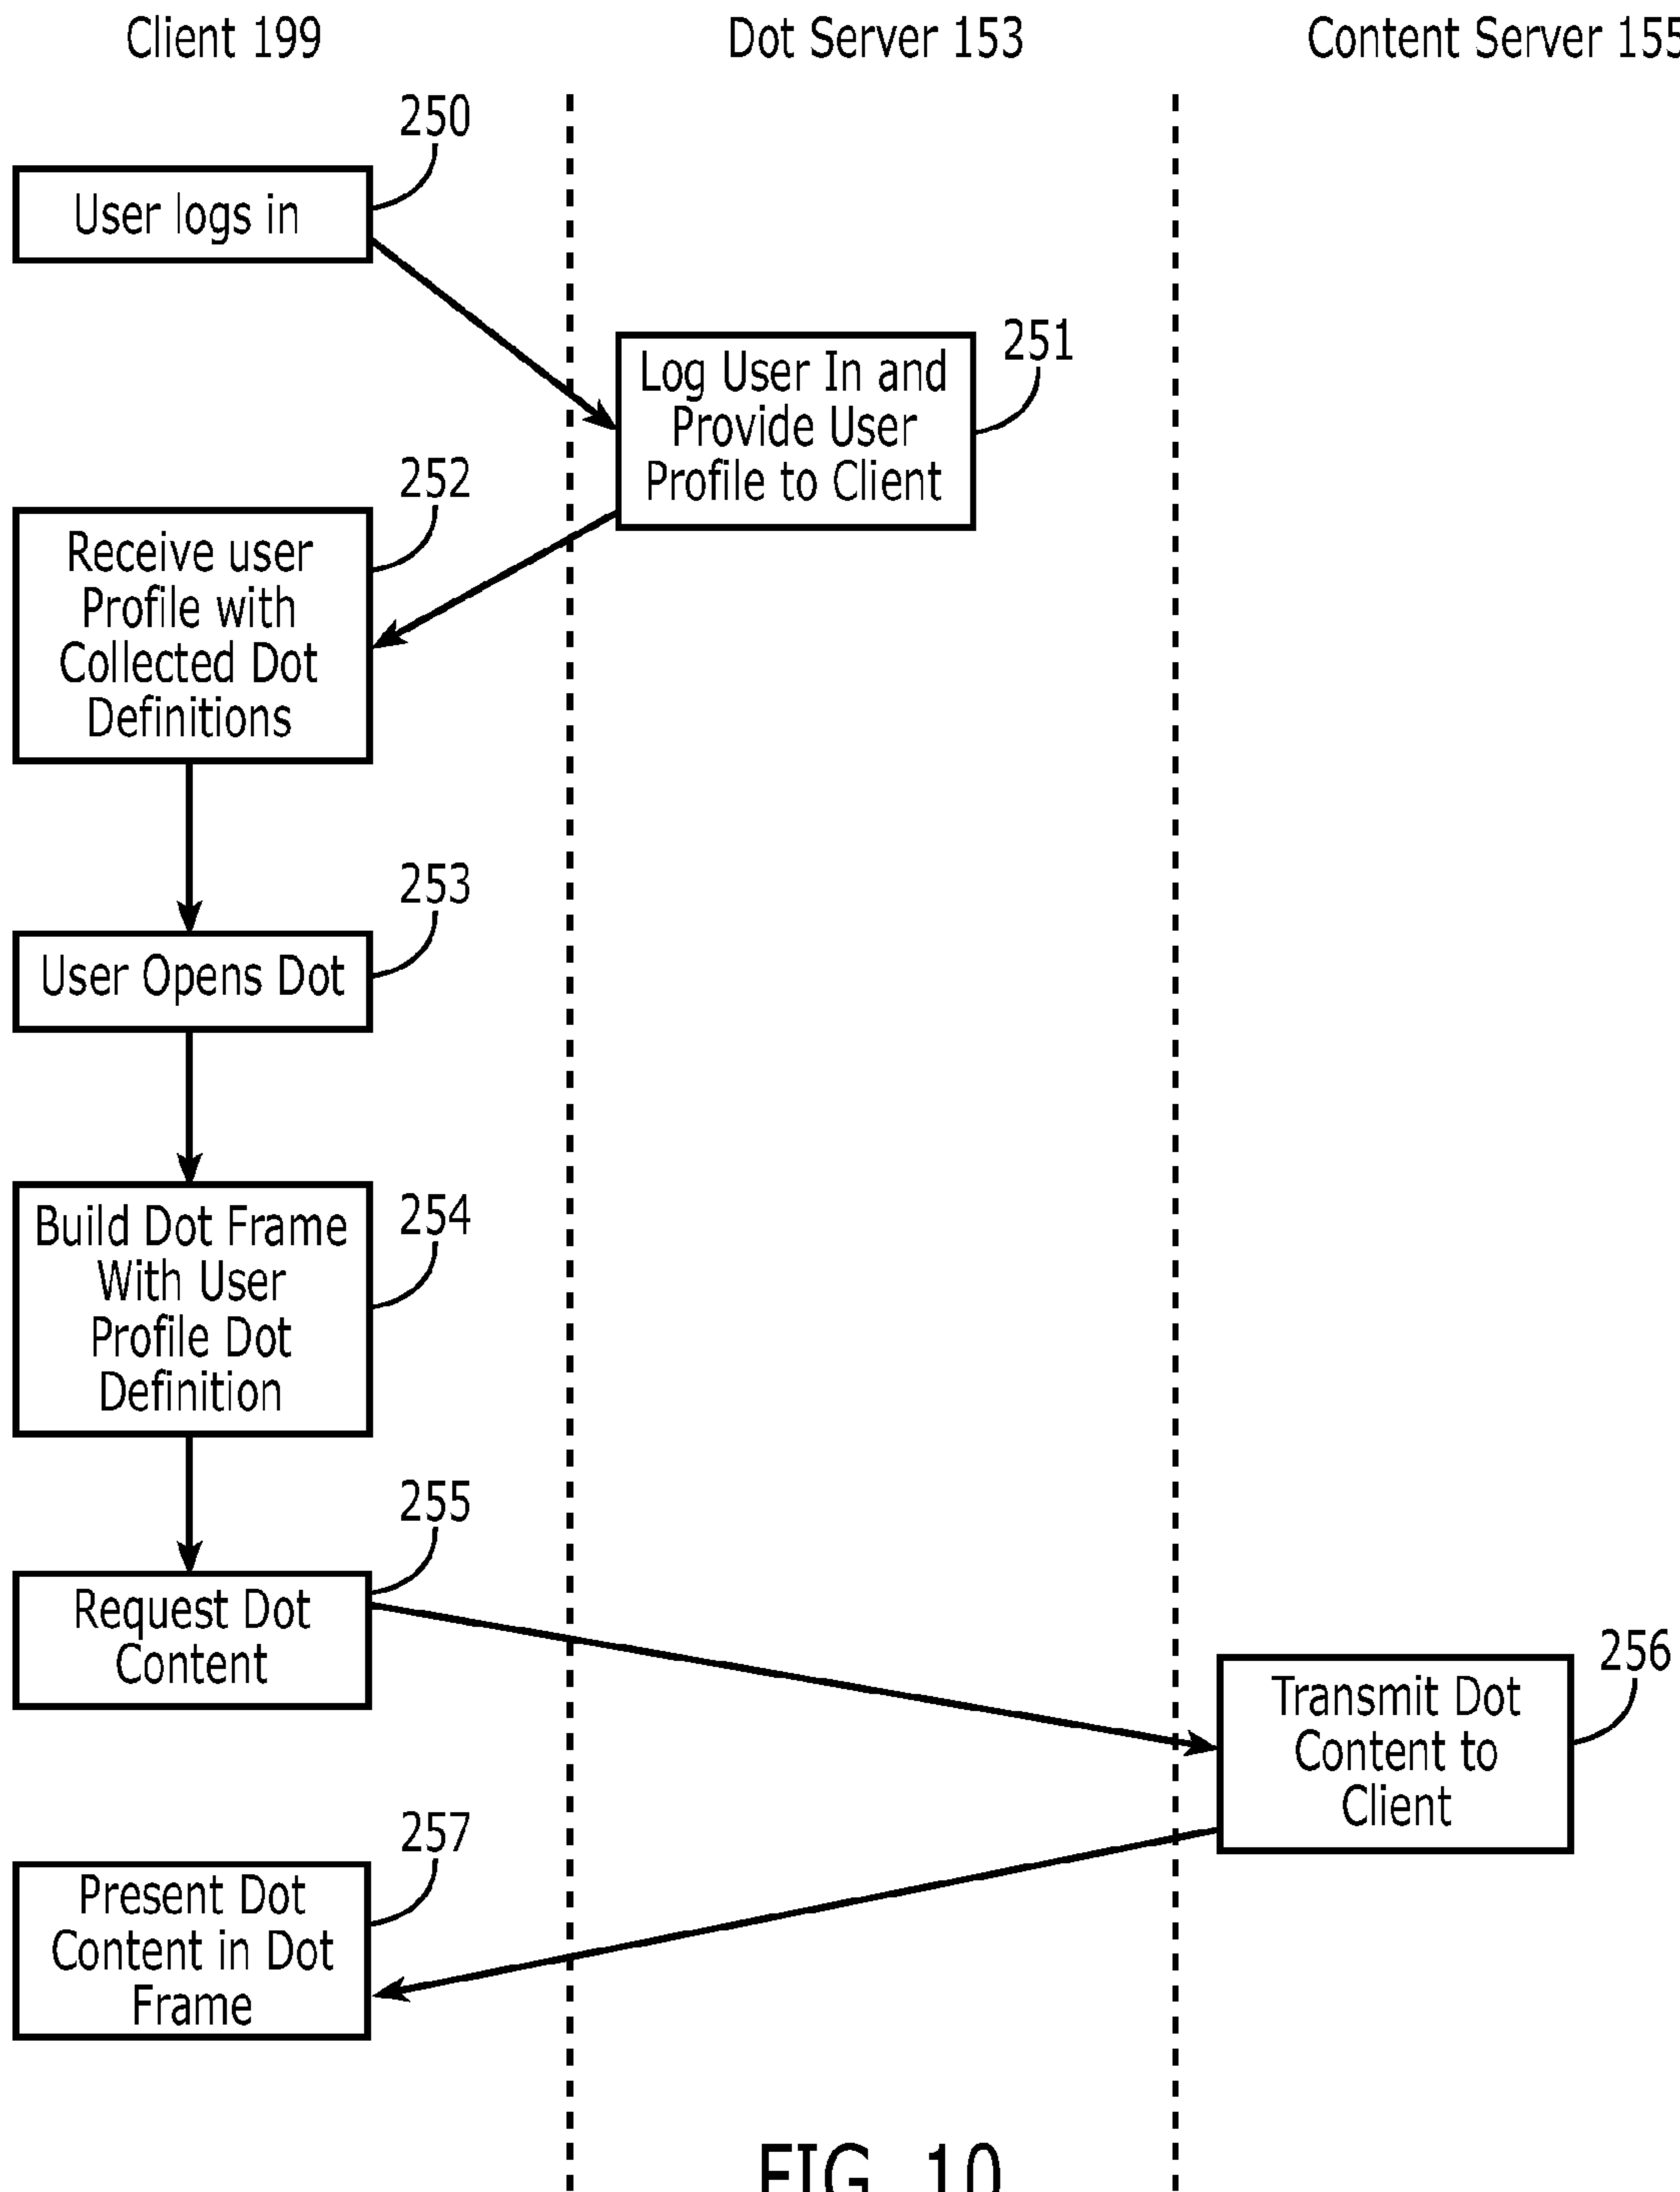 Client 199
Dot Server 153
Content Server 155
250
User logs in
251
Log User In and
Provide User
Profile to Client
252
Receive user
Profile with
Collected Dot
Definitions
253
User Opens Dot
254
Build Dot Frame
With User
Profile Dot
Definition
255
Request Dot
Content
256
Transmit Dot
Content to
Client
257
Present Dot
Content in Dot
Frame
FIG. 10